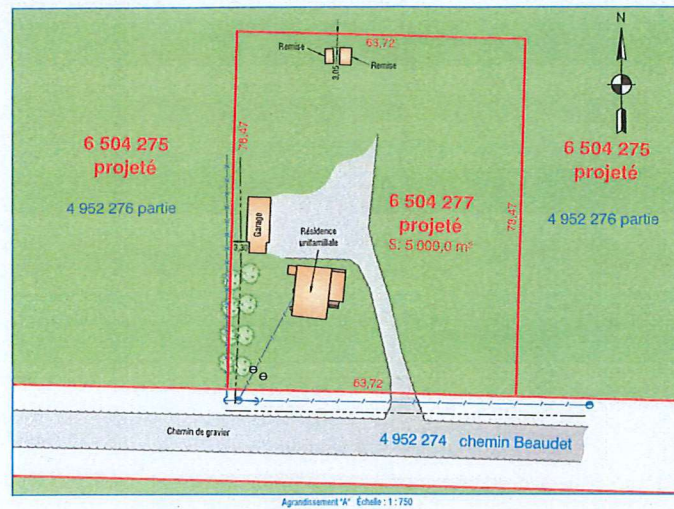 N
63,72
Remise
Remise
3,05
6 504 275
projeté
4 952 276 partie
78,47
6 504 277
projeté
S: 5 000,0 m²
78,47
6 504 275
projeté
4 952 276 partie
Garage
Résidence
unifamiliale
3,30
63,72
Chemin de gravier
4 952 274 chemin Beaudet
Agrandissement "A" Échelle : 1 : 750